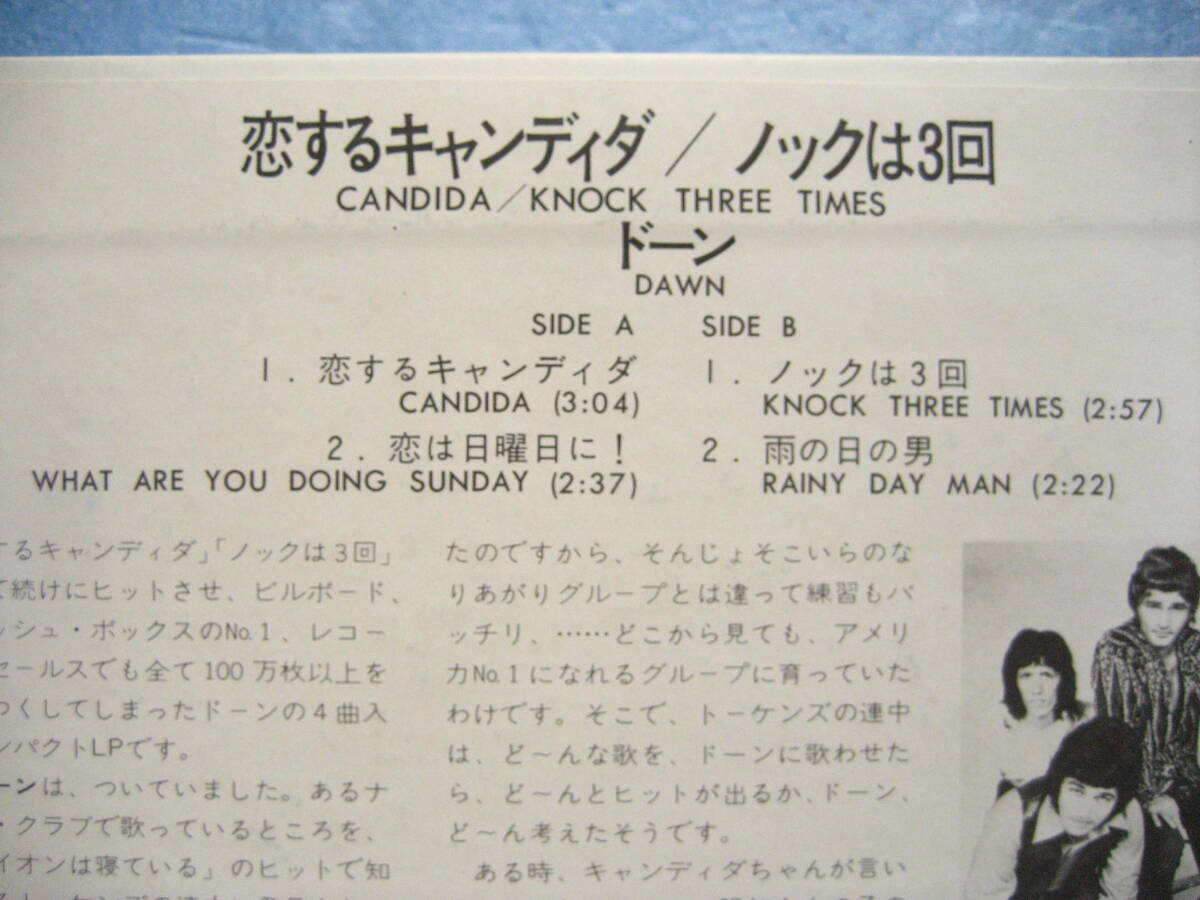 恋するキャンディダ／ノックは3回
CANDIDA／KNOCK THREE TIMES
ドーン
DAWN
SIDE A
1. 恋するキャンディダ
CANDIDA (3:04)
2. 恋は日曜日に！
WHAT ARE YOU DOING SUNDAY (2:37)
SIDE B
1. ノックは3回
KNOCK THREE TIMES (2:57)
2. 雨の日の男
RAINY DAY MAN (2:22)
するキャンディダ」「ノックは3回」
て続けにヒットさせ、ビルボード、
ッシュ・ボックスのNo.1、レコー
セールスでも全て100万枚以上を
つくしてしまったドーンの4曲入
ンパクトLPです。
ーンは、ついていました。あるナ
・クラブで歌っているところを、
イオンは寝ている」のヒットで知
たのですから、そんじょそこいらのな
りあがりグループとは違って練習もバ
ッチリ、……どこから見ても、アメリ
カNo.1になれるグループに育っていた
わけです。そこで、トーケンズの連中
は、ど〜んな歌を、ドーンに歌わせた
ら、ど〜んとヒットが出るか、ドーン、
ど〜ん考えたそうです。
ある時、キャンディダちゃんが言い